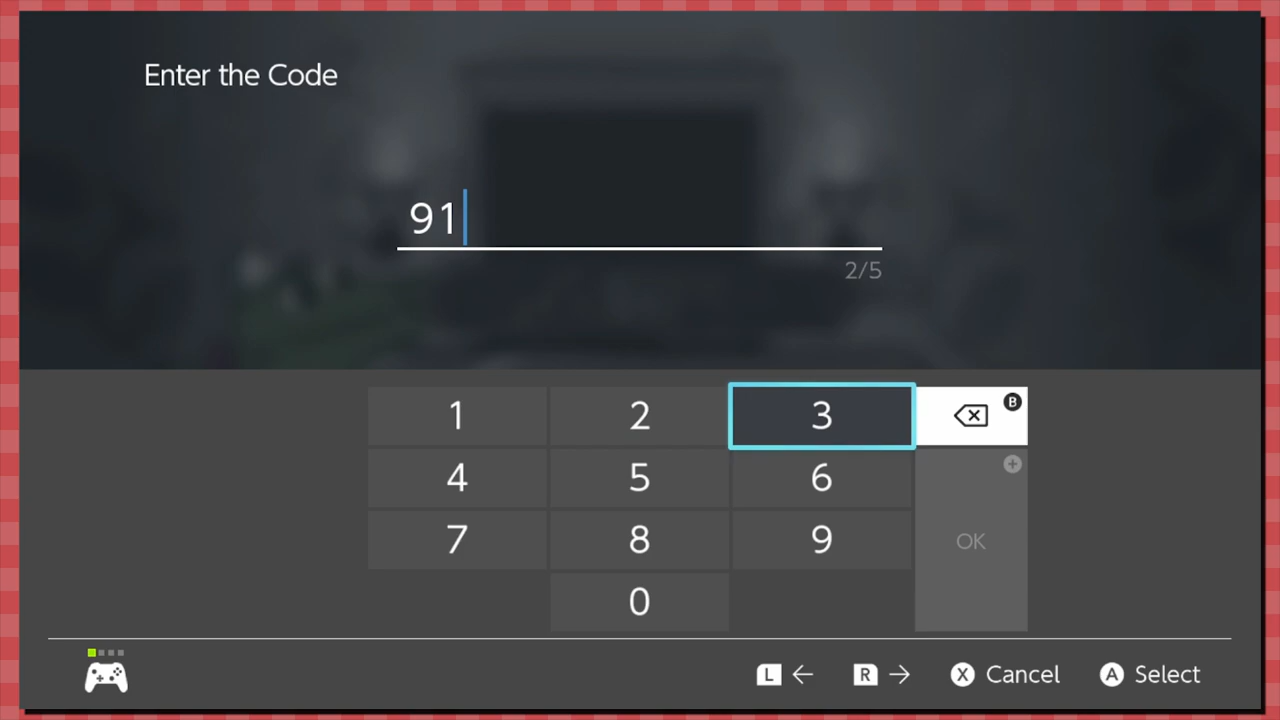 Enter the Code
91
2/5
1 2 3 B
4 5 6 +
7 8 9 OK
0
L ← R → X Cancel A Select